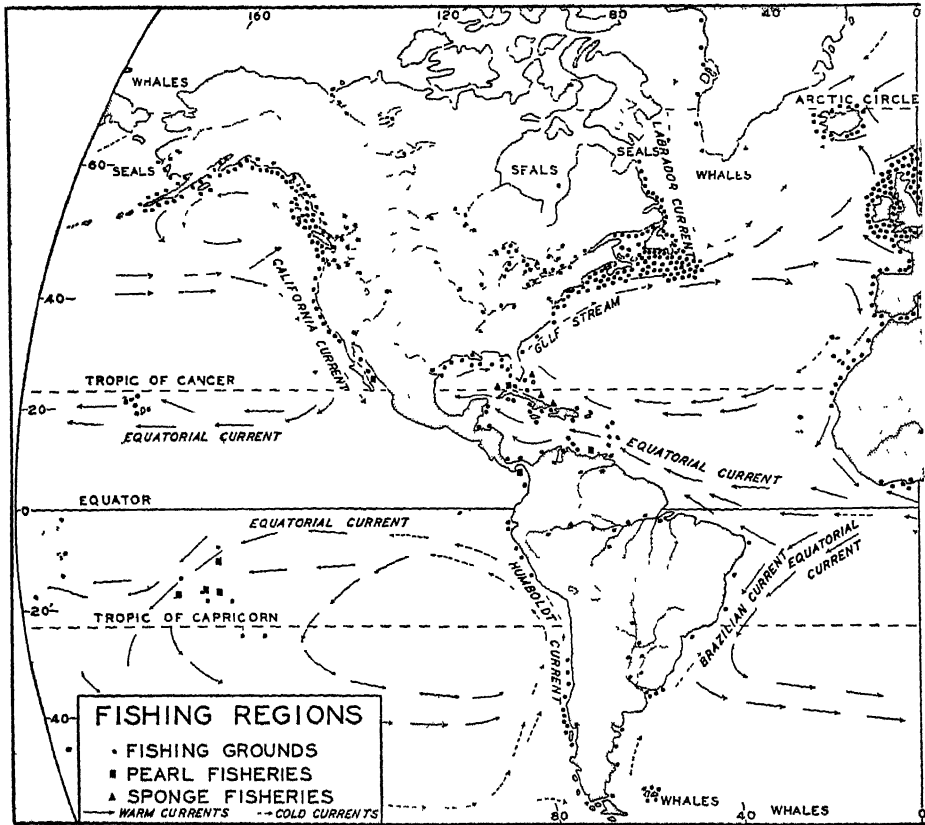 160 120 80 40 0
WHALES
ARCTIC CIRCLE
LABRADOR CURRENT
60
SEALS
SEALS
SEALS
WHALES
CALIFORNIA CURRENT
40
GULF STREAM
TROPIC OF CANCER
20
EQUATORIAL CURRENT
EQUATORIAL CURRENT
EQUATOR
0
EQUATORIAL CURRENT
EQUATORIAL CURRENT
HUMBOLDT CURRENT
BRAZILIAN CURRENT
20
TROPIC OF CAPRICORN
40
FISHING REGIONS
FISHING GROUNDS
PEARL FISHERIES
SPONGE FISHERIES
WARM CURRENTS COLD CURRENTS
WHALES
WHALES
80 40 0